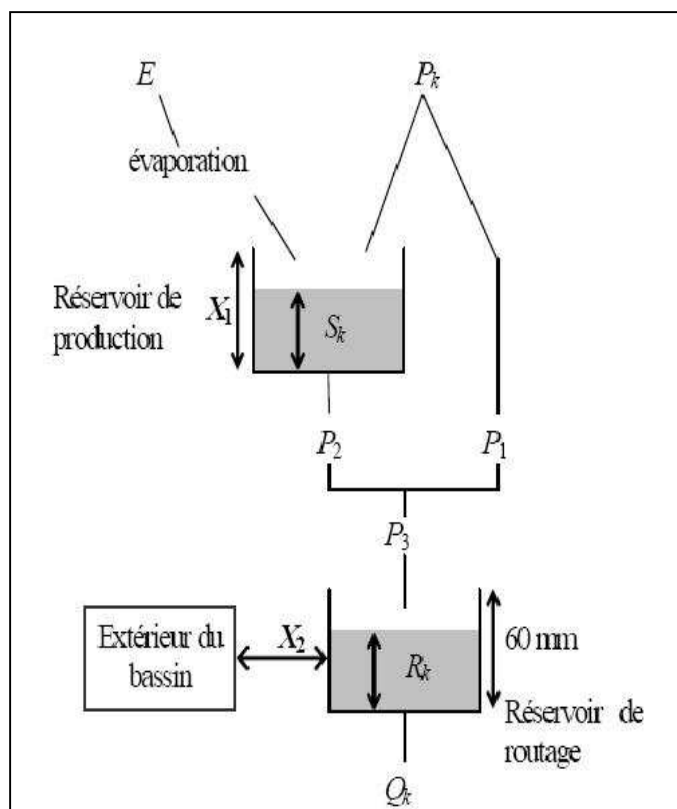 E
P_k
évaporation
Réservoir de
production
X_1
S_k
P_2
P_1
P_3
Extérieur du
bassin
X_2
R_k
60 mm
Réservoir de
routage
Q_k